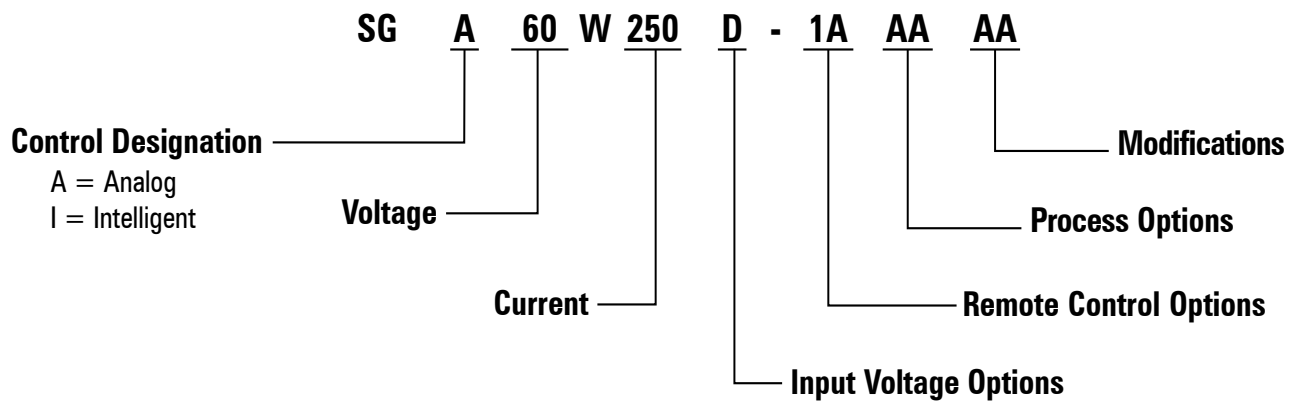 SG A 60 W 250 D - 1A AA AA
Control Designation
A = Analog
I = Intelligent
Voltage
Current
Modifications
Process Options
Remote Control Options
Input Voltage Options